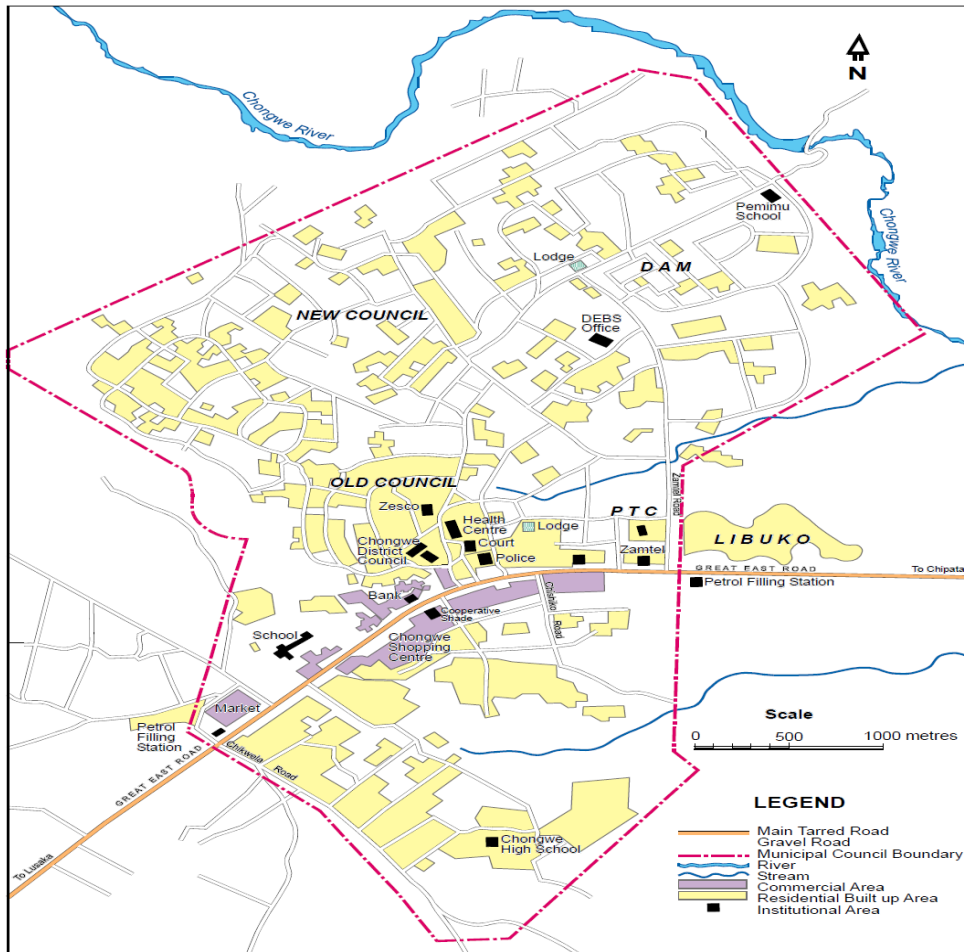 Chongwe River
N
Pemimu
School
Chongwe River
Lodge
DAM
NEW COUNCIL
DEBS
Office
OLD COUNCIL
Zesco
Health
Centre
Lodge
PTC
Zamtel Road
Court
Chongwe
District
Council
Police
Zamtel
LIBUKO
GREAT EAST ROAD
To Chipata
Petrol Filling Station
Bank
Cooperative
Shade
Chishiko Road
School
Chongwe
Shopping
Centre
Market
Petrol
Filling
Station
Chikwela Road
GREAT EAST ROAD
To Lusaka
Chongwe
High School
Scale
0 500 1000 metres
LEGEND
Main Tarred Road
Gravel Road
Municipal Council Boundary
River
Stream
Commercial Area
Residential Built up Area
Institutional Area